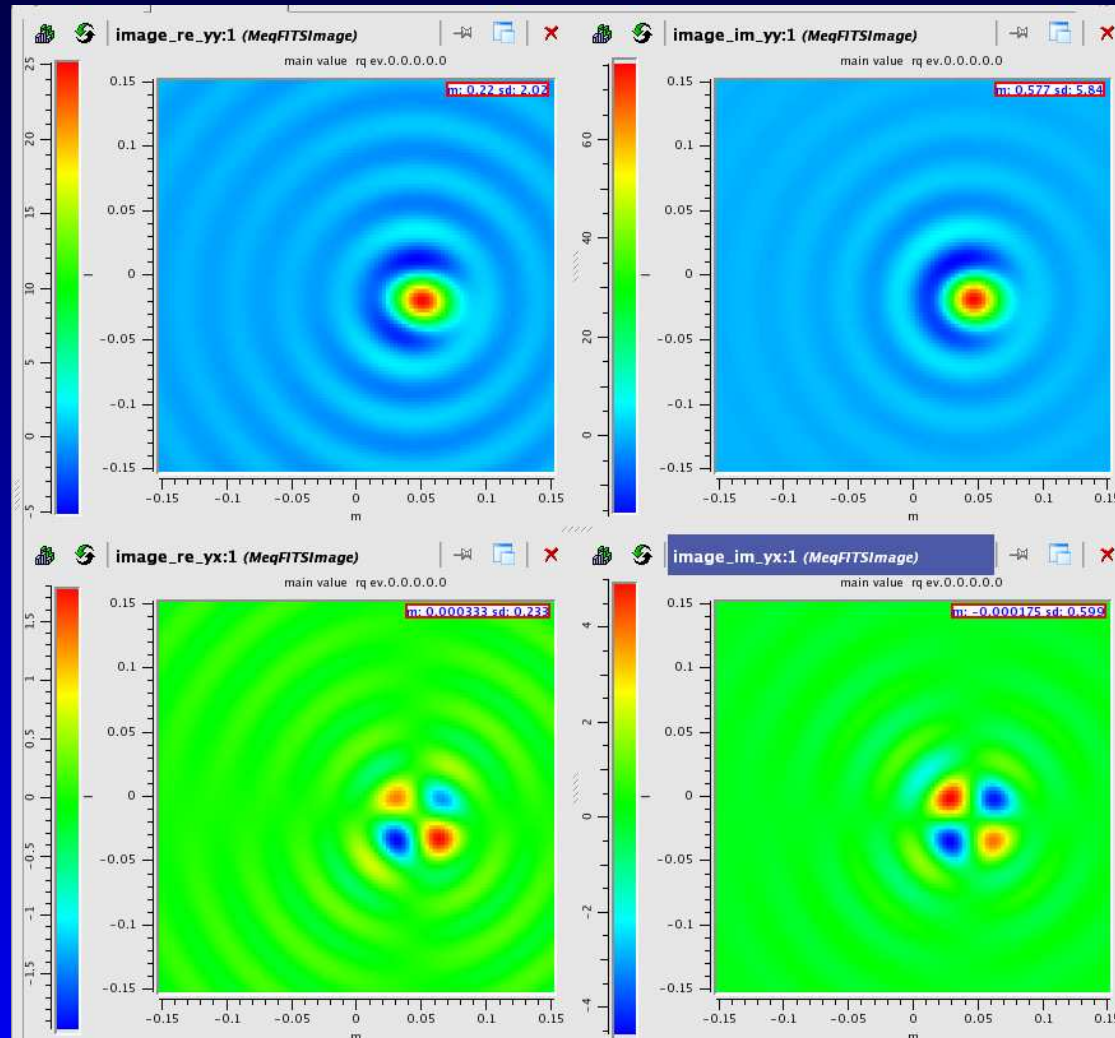 image_re_yy:1 (MeqFITSImage)
main value rq ev.0.0.0.0.0
m: 0.22 sd: 2.02
25
20
15
10
5
0
-5
0.15
0.1
0.05
0
-0.05
-0.1
-0.15
l
-0.15 -0.1 -0.05 0 0.05 0.1 0.15
m
image_im_yy:1 (MeqFITSImage)
main value rq ev.0.0.0.0.0
m: 0.577 sd: 5.84
60
40
20
0
0.15
0.1
0.05
0
-0.05
-0.1
-0.15
l
-0.15 -0.1 -0.05 0 0.05 0.1 0.15
m
image_re_yx:1 (MeqFITSImage)
main value rq ev.0.0.0.0.0
m: 0.000333 sd: 0.233
1.5
1
0.5
0
-0.5
-1
-1.5
0.15
0.1
0.05
0
-0.05
-0.1
-0.15
l
-0.15 -0.1 -0.05 0 0.05 0.1 0.15
m
image_im_yx:1 (MeqFITSImage)
main value rq ev.0.0.0.0.0
m: -0.000175 sd: 0.599
4
2
0
-2
-4
0.15
0.1
0.05
0
-0.05
-0.1
-0.15
l
-0.15 -0.1 -0.05 0 0.05 0.1 0.15
m